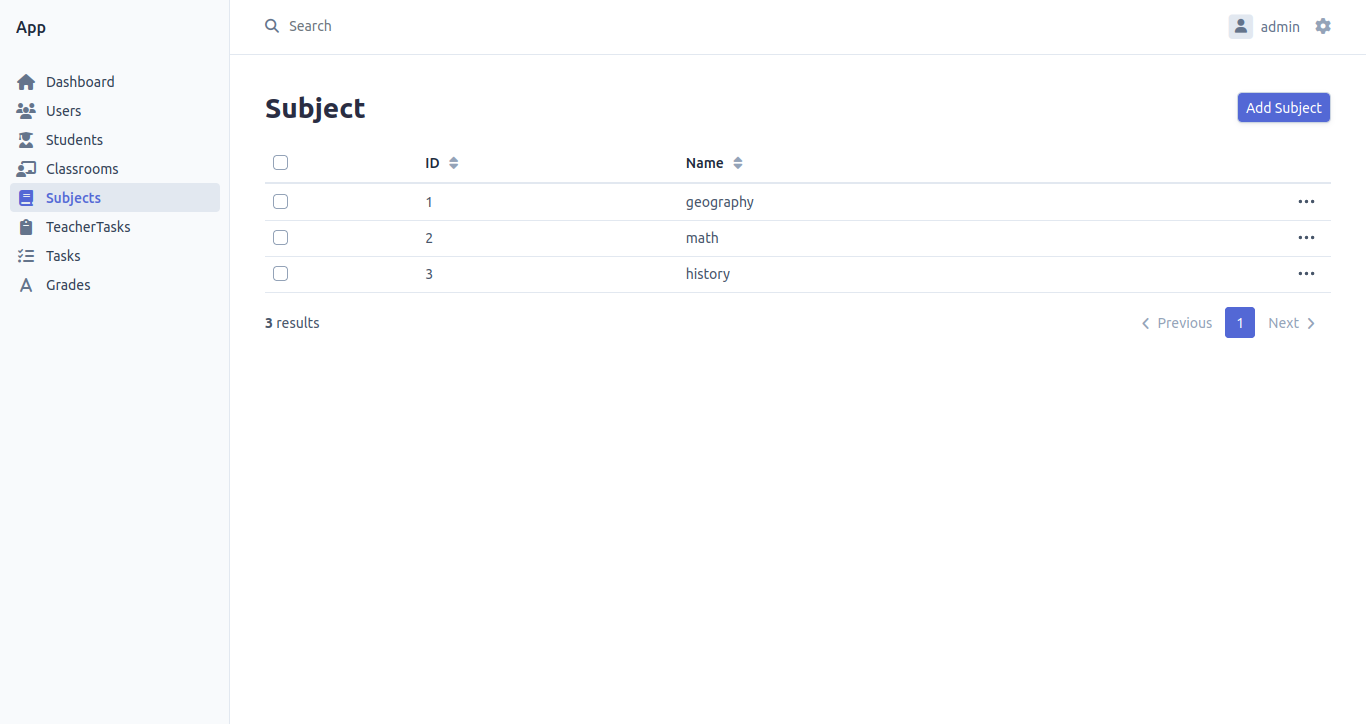 App
Search
admin
Dashboard
Users
Students
Classrooms
Subjects
TeacherTasks
Tasks
Grades
Subject
Add Subject
ID Name
1 geography
2 math
3 history
3 results
Previous 1 Next